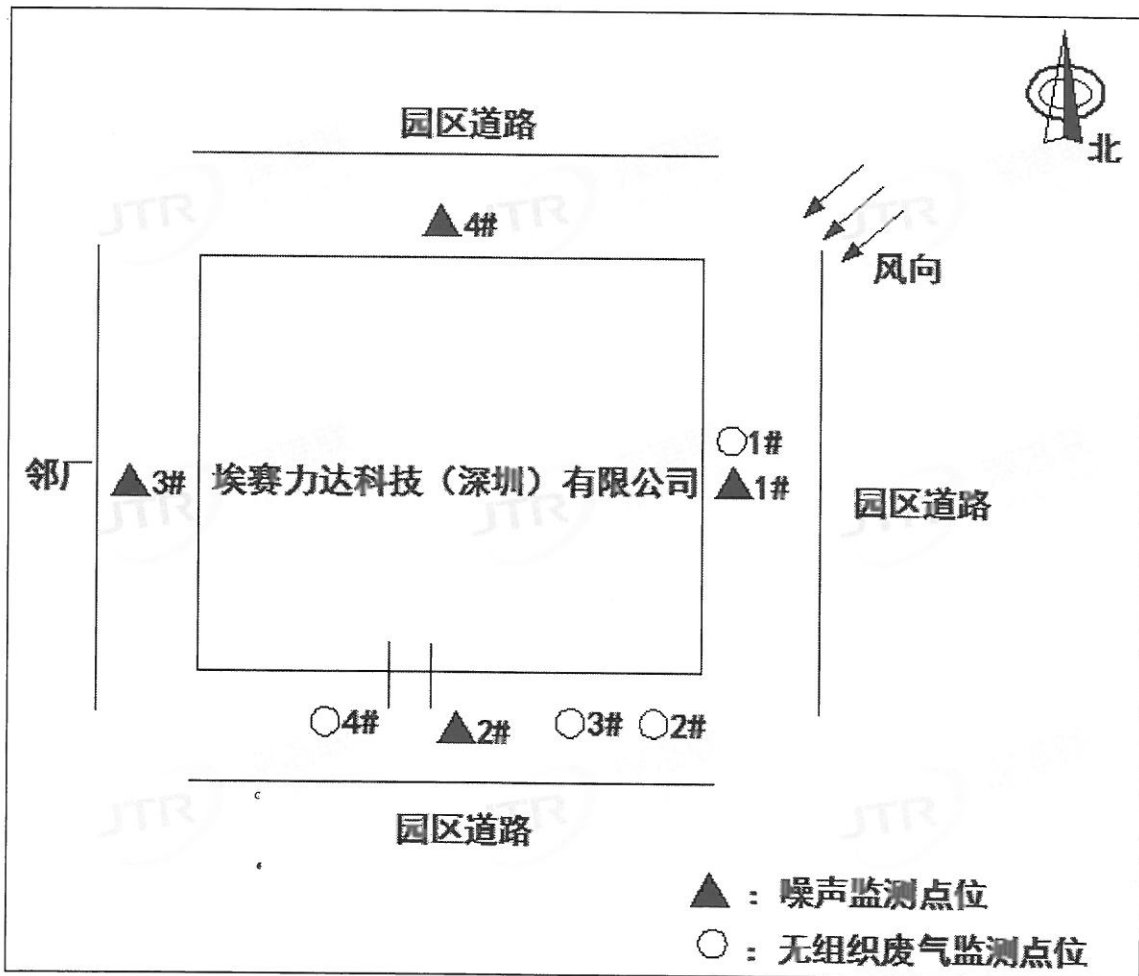 园区道路
北
▲4#
风向
○1#
邻厂 ▲3# 埃赛力达科技（深圳）有限公司 ▲1#
园区道路
○4# ▲2# ○3# ○2#
园区道路
▲：噪声监测点位
○：无组织废气监测点位
JTR